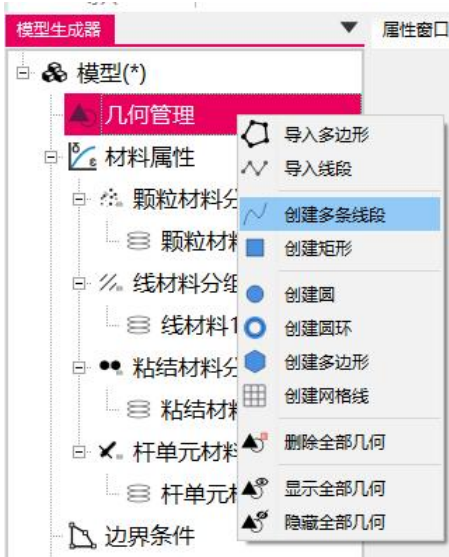 模型生成器
属性窗口
模型(*)
几何管理
材料属性
颗粒材料分
颗粒材料
线材料分组
线材料1
粘结材料分
粘结材料
杆单元材料
杆单元材
边界条件
导入多边形
导入线段
创建多条线段
创建矩形
创建圆
创建圆环
创建多边形
创建网格线
删除全部几何
显示全部几何
隐藏全部几何